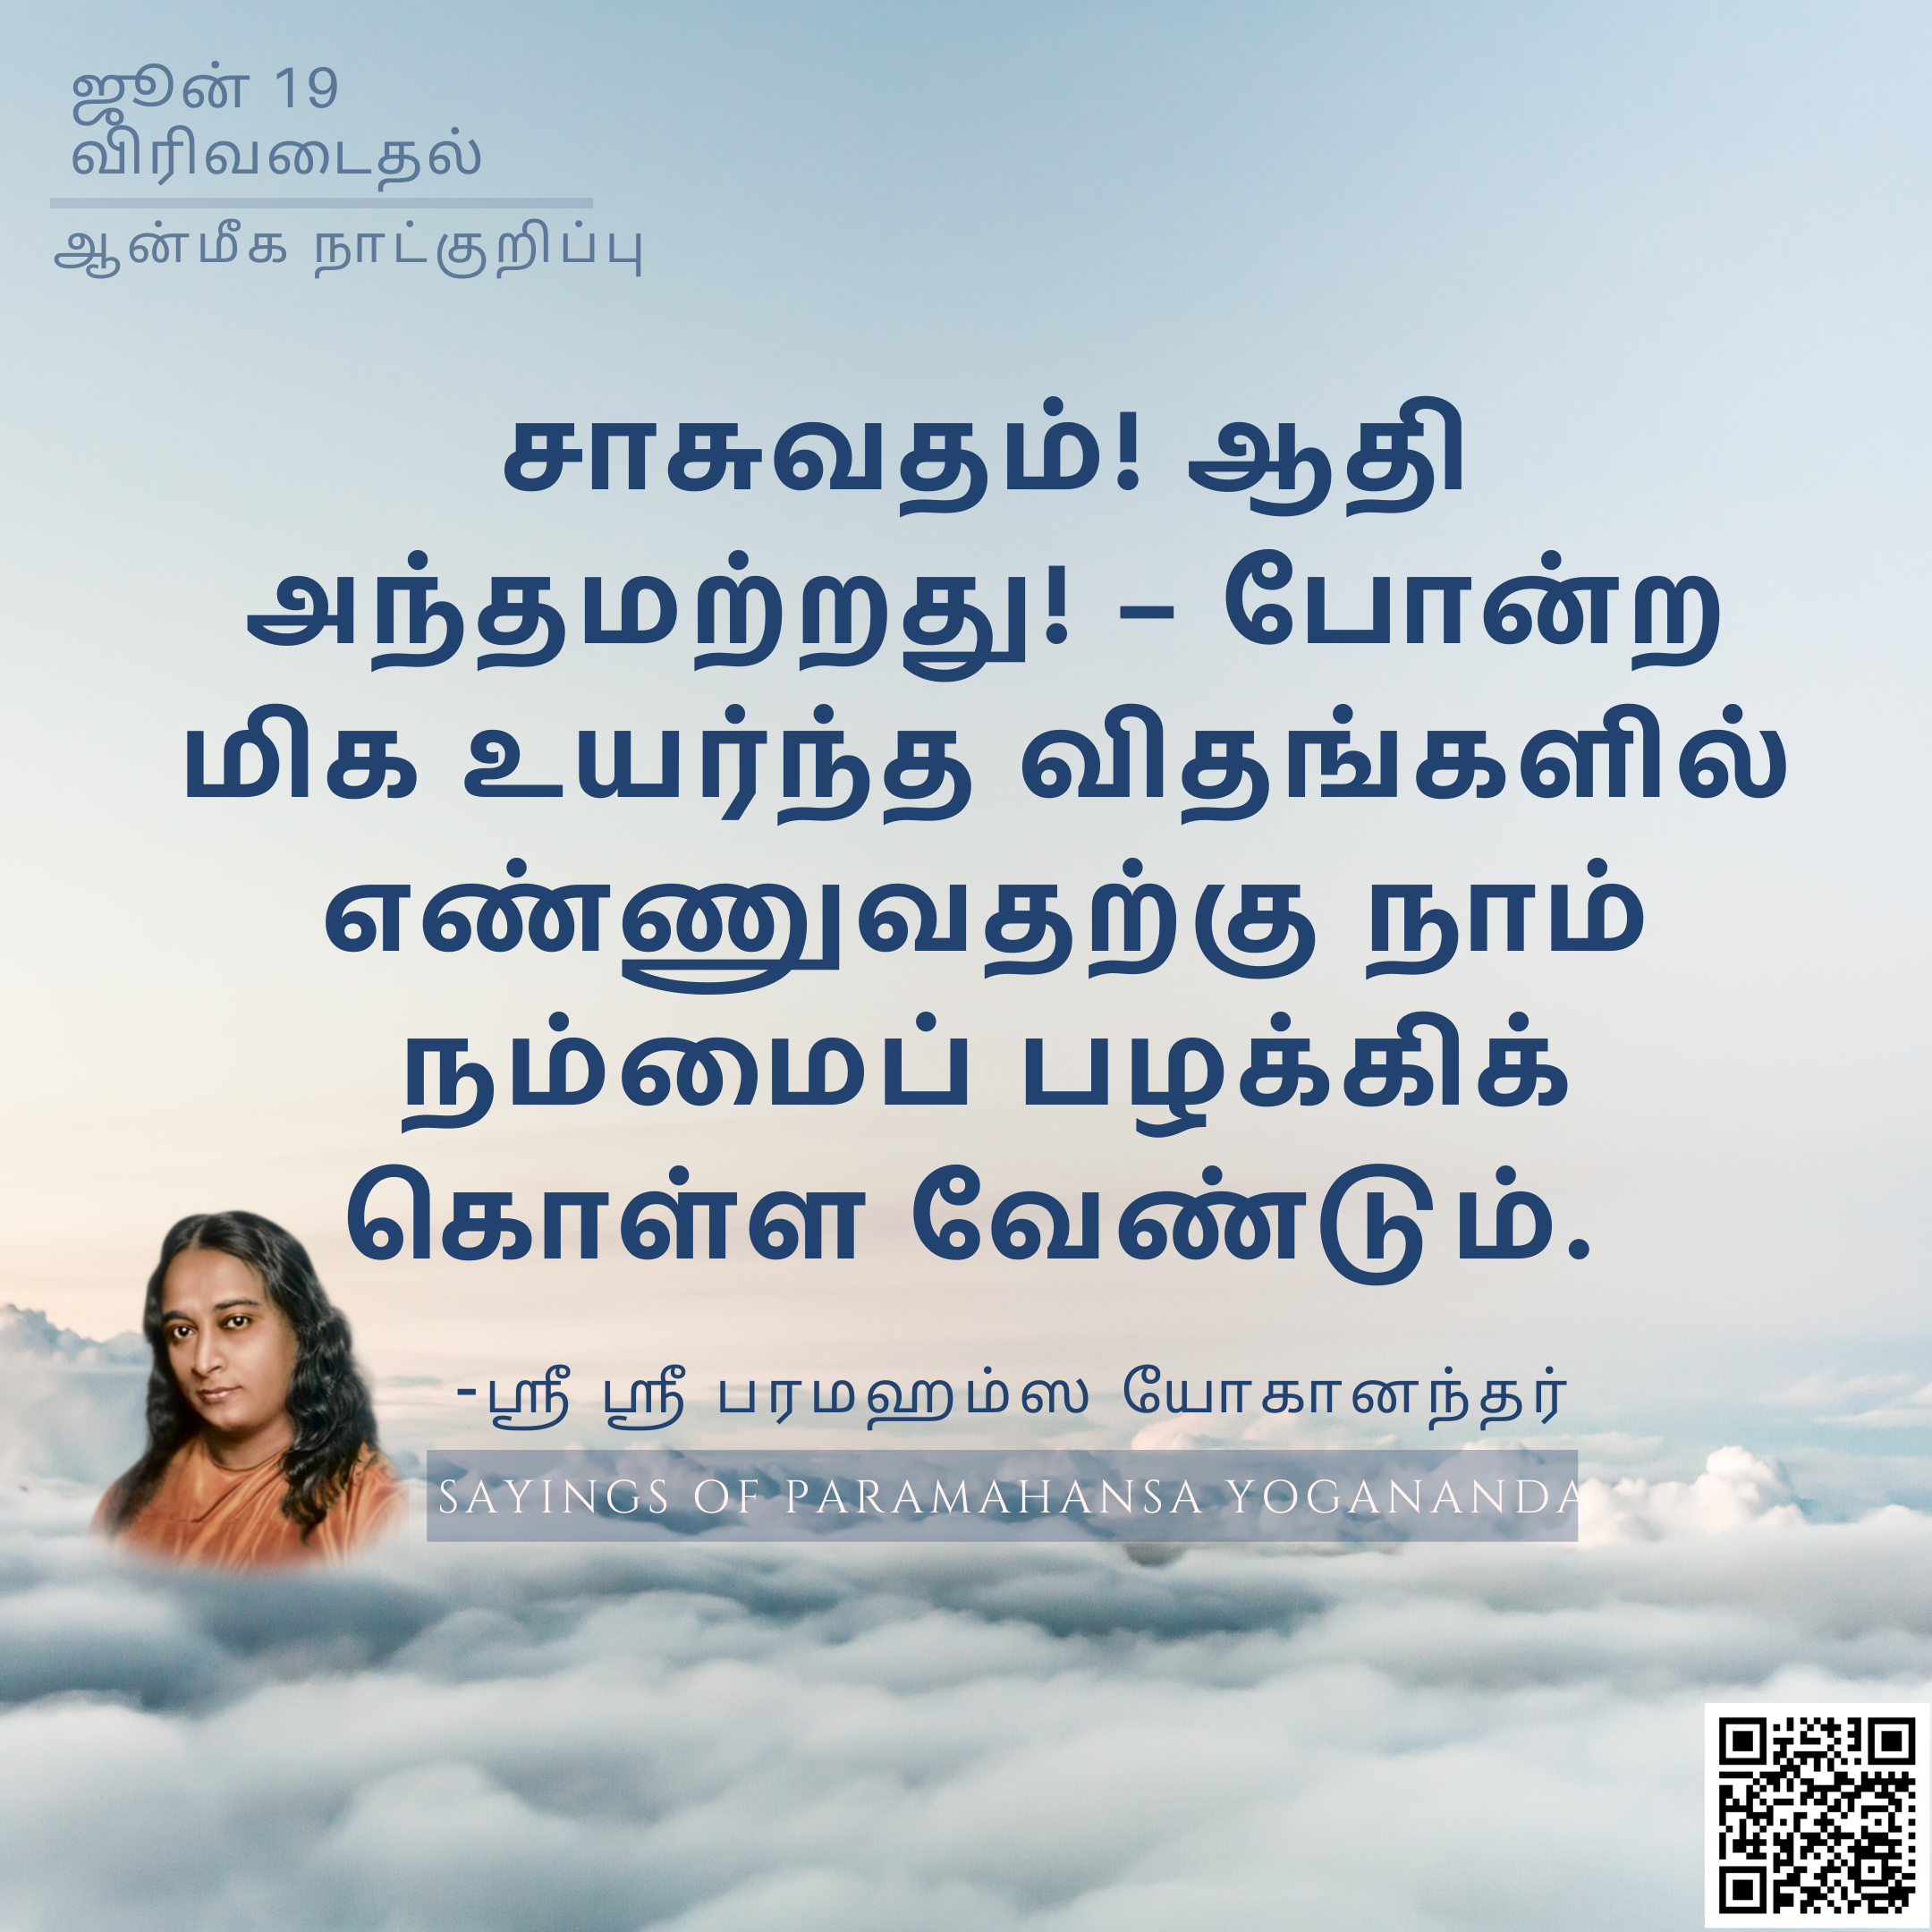 ஜூன் 19
விரிவடைதல்
ஆன்மீக நாட்குறிப்பு
சாசுவதம்! ஆதி
அந்தமற்றது! – போன்ற
மிக உயர்ந்த விதங்களில்
எண்ணுவதற்கு நாம்
நம்மைப் பழக்கிக்
கொள்ள வேண்டும்.
-ஸ்ரீ ஸ்ரீ பரமஹம்ஸ யோகானந்தர்
SAYINGS OF PARAMAHANSA YOGANANDA